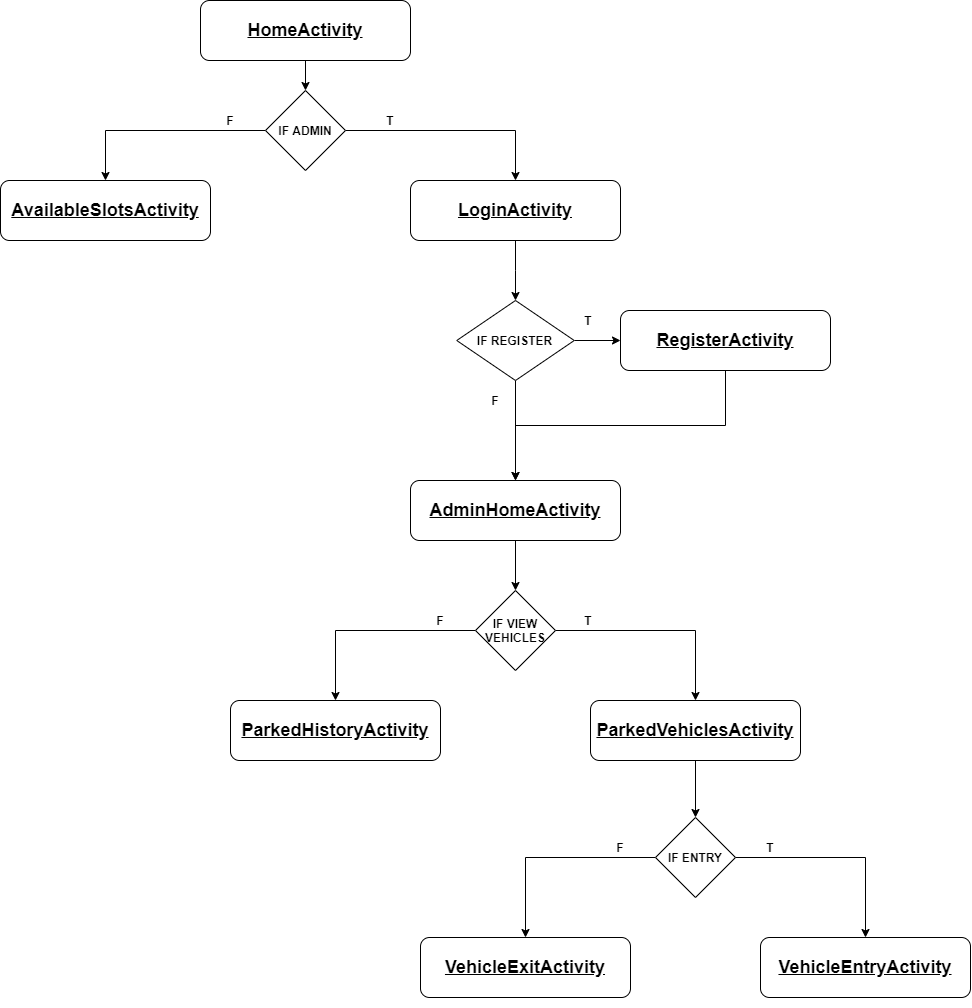 HomeActivity
F
IF ADMIN
T
AvailableSlotsActivity
LoginActivity
IF REGISTER
T
RegisterActivity
F
AdminHomeActivity
F
IF VIEW
VEHICLES
T
ParkedHistoryActivity
ParkedVehiclesActivity
F
IF ENTRY
T
VehicleExitActivity
VehicleEntryActivity